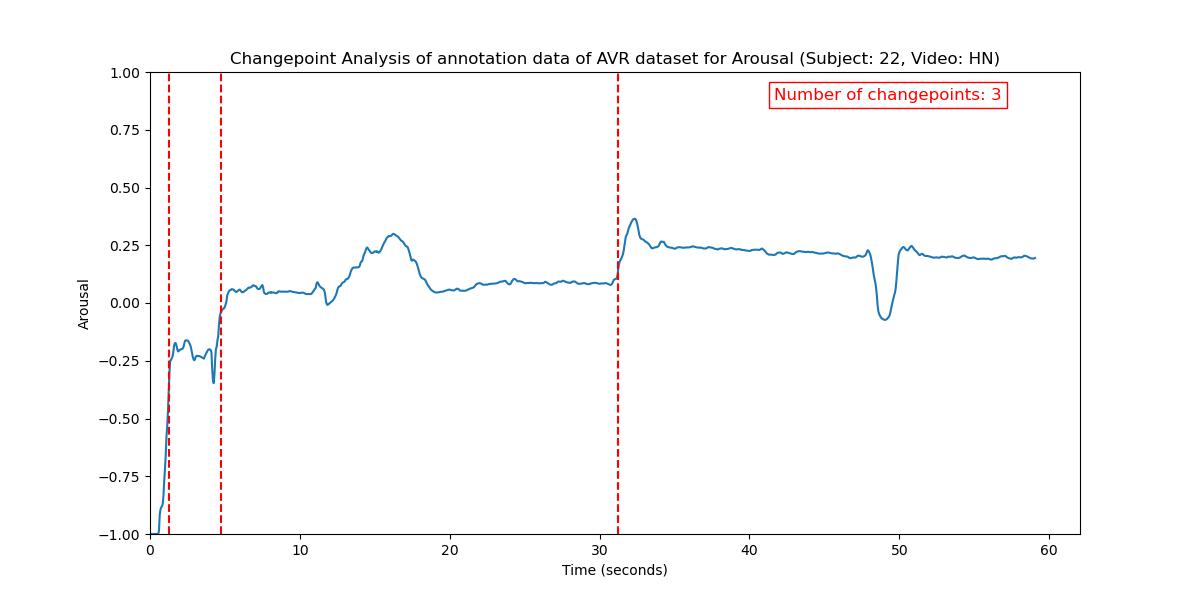 Changepoint Analysis of annotation data of AVR dataset for Arousal (Subject: 22, Video: HN)
Number of changepoints: 3
1.00
0.75
0.50
0.25
0.00
−0.25
−0.50
−0.75
−1.00
Arousal
0 10 20 30 40 50 60
Time (seconds)